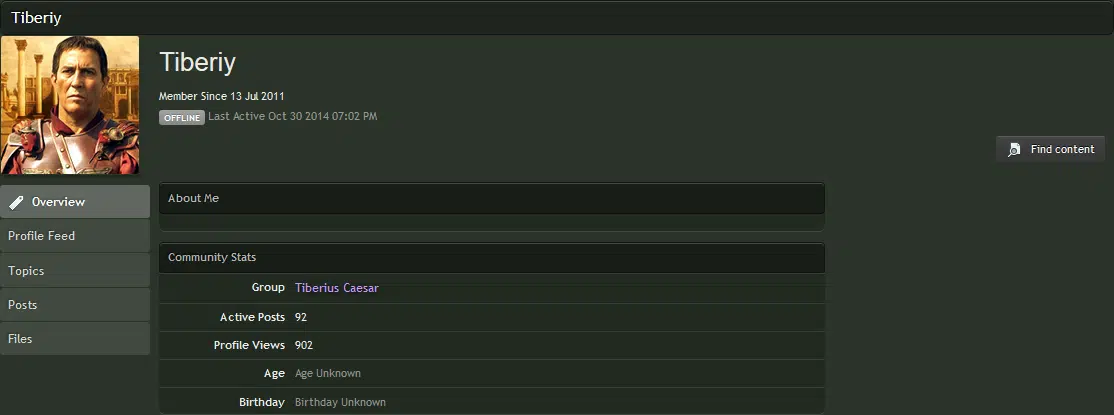 Tiberiy
Tiberiy
Member Since 13 Jul 2011
OFFLINE Last Active Oct 30 2014 07:02 PM
Find content
Overview
Profile Feed
Topics
Posts
Files
About Me
Community Stats
Group Tiberius Caesar
Active Posts 92
Profile Views 902
Age Age Unknown
Birthday Birthday Unknown